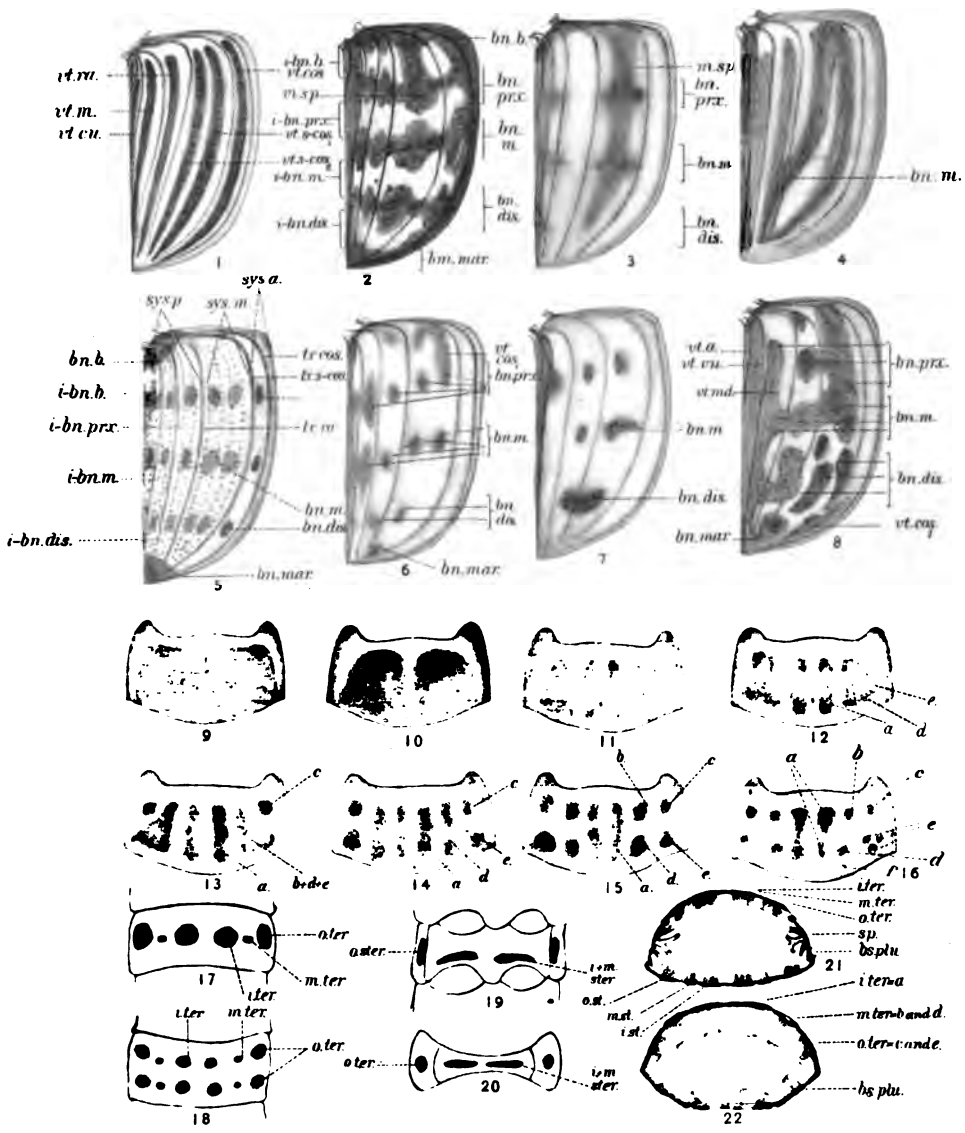 vt.ra.
vt.m.
vt.cu.
i-bn.b.
vt.cos
m.sp.
i-bn.prx.
vt.s-cos
vt.s-cos
i-bn.m.
i-bn.dis.
bn.b.
bn. prx.
bn. m.
bn. dis.
bn.mar.
m.sp.
bn. prx.
bn.m
bn. dis.
bn. m.
1
2
3
4
sys.a.
sys.p
sys.m
bn.b.
i-bn.b.
i-bn.prx.
i-bn.m.
i-bn.dis.
tr.cos.
tr.s-cos
tr.m
bn.m.
bn.dis
bn.mar.
vt cos
bn.prx.
bn.m.
bn dis.
bn.mar.
bn.m
bn.dis.
vt.a.
vt.cu.
vt.md.
bn.mar
bn.prx.
bn.m.
bn.dis.
vt.cos
5
6
7
8
e.
a
d
9
10
11
12
c
b
c
a
b
c
a.
b+d+e
a
d
e.
a.
d.
e.
e
d
f
13
14
15
16
o.ter
m.ter
i.ter.
17
o.ster.
i+m ster
19
i.ter.
m.ter.
o.ter.
sp.
bs.plu
21
o.st.
m.st.
i.st.
i.ter
m.ter.
o.ter.
18
o.ter.
i+m ster.
20
i ter=a
m.ter=b and d.
o.ter=c and e.
bs plu.
22